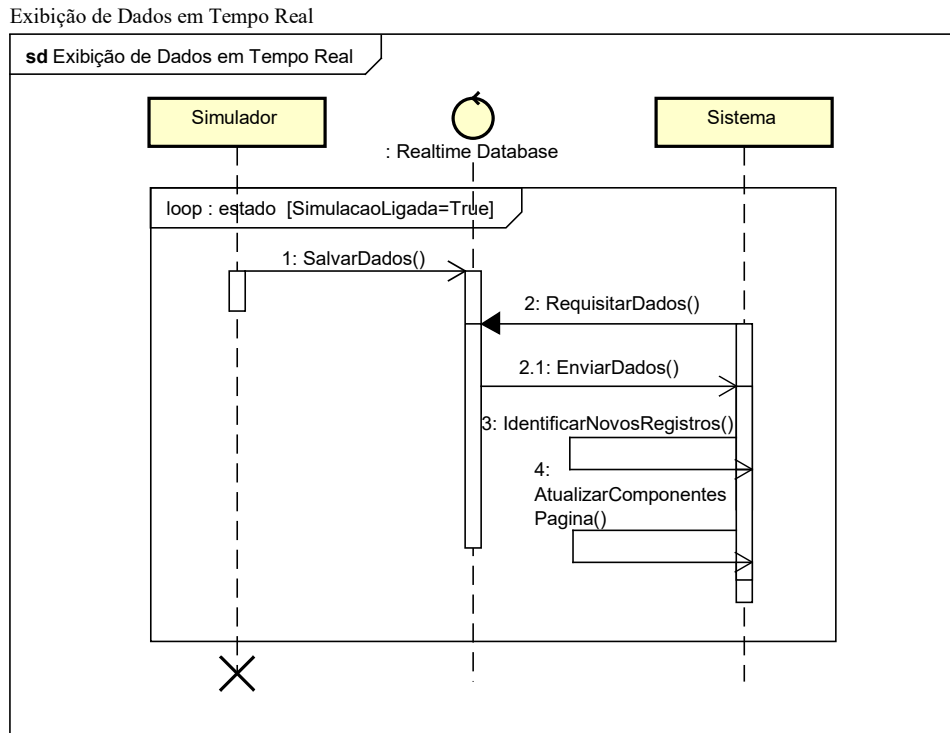 Exibição de Dados em Tempo Real
sd Exibição de Dados em Tempo Real
Simulador
: Realtime Database
Sistema
loop : estado [SimulacaoLigada=True]
1: SalvarDados()
2: RequisitarDados()
2.1: EnviarDados()
3: IdentificarNovosRegistros()
4:
AtualizarComponentes
Pagina()